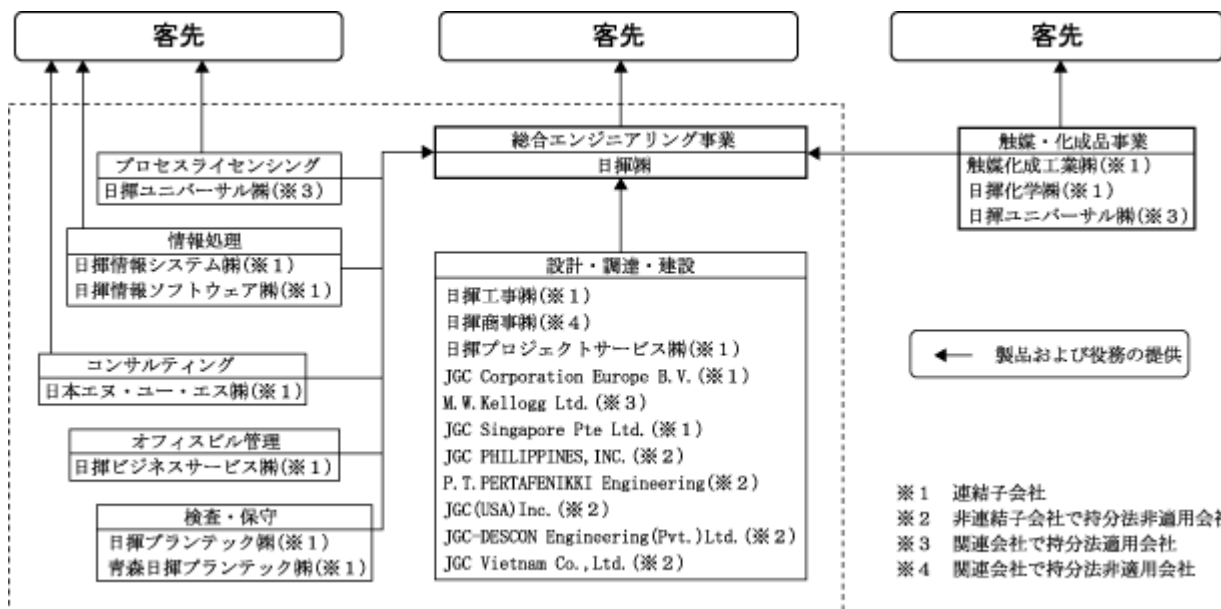 客先
客先
客先
総合エンジニアリング事業
日揮㈱
プロセスライセンシング
日揮ユニバーサル㈱(※3)
情報処理
日揮情報システム㈱(※1)
日揮情報ソフトウェア㈱(※1)
コンサルティング
日本エヌ・ユー・エス㈱(※1)
オフィスビル管理
日揮ビジネスサービス㈱(※1)
検査・保守
日揮プランテック㈱(※1)
青森日揮プランテック㈱(※1)
設計・調達・建設
日揮工事㈱(※1)
日揮商事㈱(※4)
日揮プロジェクトサービス㈱(※1)
JGC Corporation Europe B.V.(※1)
M.W.Kellogg Ltd.(※3)
JGC Singapore Pte Ltd.(※1)
JGC PHILIPPINES,INC.(※2)
P.T.PERTAFENIKKI Engineering(※2)
JGC(USA)Inc.(※2)
JGC-DESCON Engineering(Pvt.)Ltd.(※2)
JGC Vietnam Co.,Ltd.(※2)
触媒・化成品事業
触媒化成工業㈱(※1)
日揮化学㈱(※1)
日揮ユニバーサル㈱(※3)
製品および役務の提供
※1 連結子会社
※2 非連結子会社で持分法非適用会社
※3 関連会社で持分法適用会社
※4 関連会社で持分法非適用会社